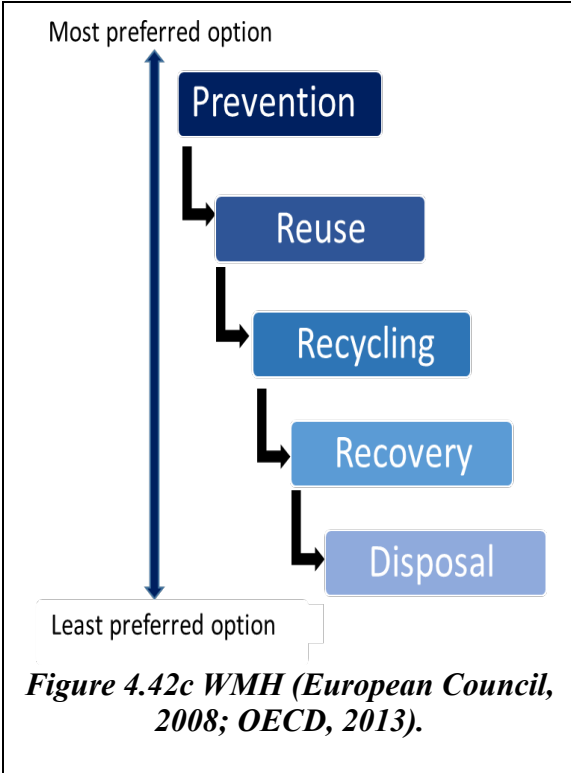 Most preferred option
Prevention
Reuse
Recycling
Recovery
Disposal
Least preferred option
Figure 4.42c WMH (European Council,
2008; OECD, 2013).